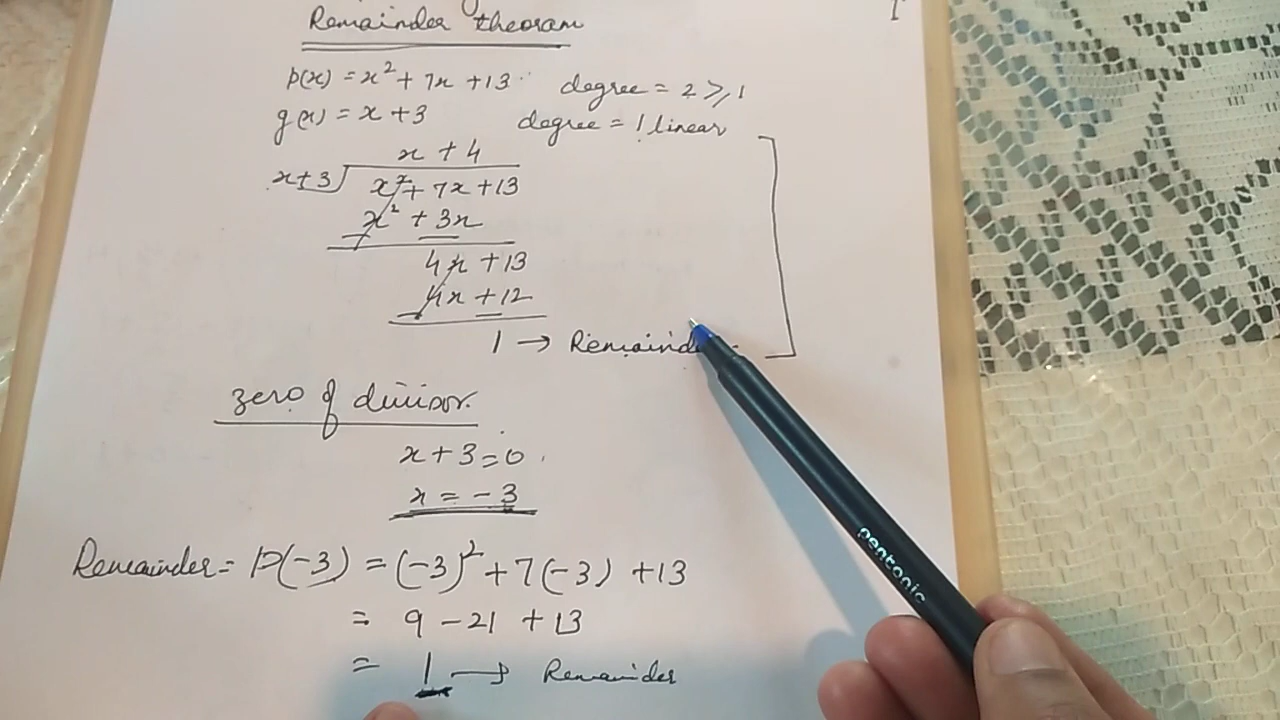 Remainder theoram
p(x) = x² + 7x + 13 degree = 2 ≥ 1
g(x) = x + 3 degree = 1 linear
x + 4
x+3 ) x² + 7x + 13
x² + 3x
4x + 13
4x + 12
1 → Remainder
zero of divisor.
x + 3 = 0
x = -3
Remainder = p(-3) = (-3)² + 7(-3) + 13
= 9 - 21 + 13
= 1 → Remainder
pentonic